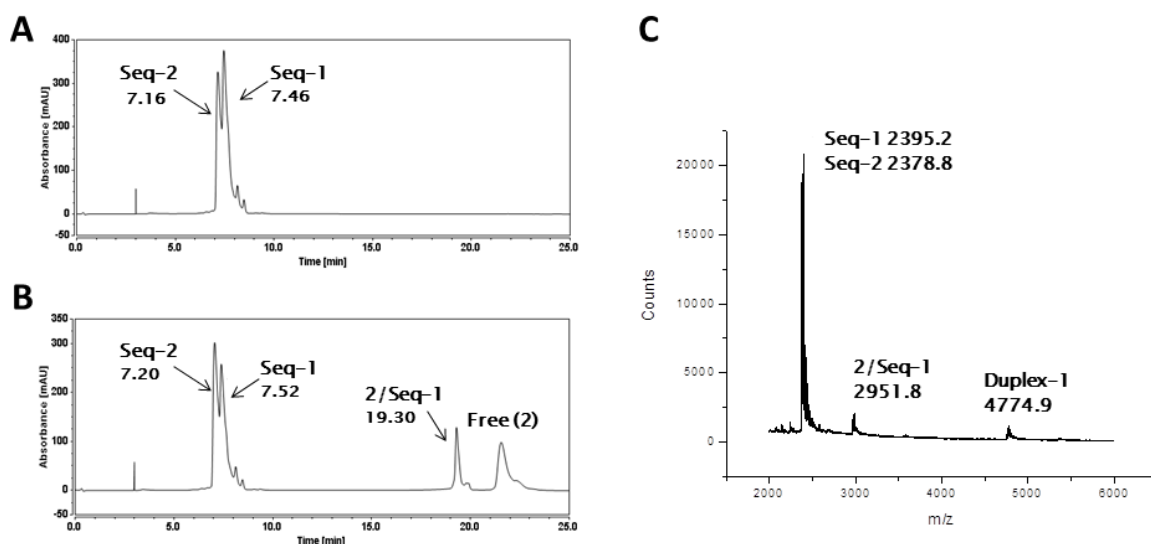 A
400
300
200
100
0
-50
Absorbance [mAU]
Seq-2
7.16
Seq-1
7.46
0.0 5.0 10.0 15.0 20.0 25.0
Time [min]
B
350
300
200
100
0
-50
Absorbance [mAU]
Seq-2
7.20
Seq-1
7.52
2/Seq-1
19.30
Free (2)
0.0 5.0 10.0 15.0 20.0 25.0
Time [min]
C
20000
15000
10000
5000
0
Counts
Seq-1 2395.2
Seq-2 2378.8
2/Seq-1
2951.8
Duplex-1
4774.9
2000 3000 4000 5000 6000
m/z